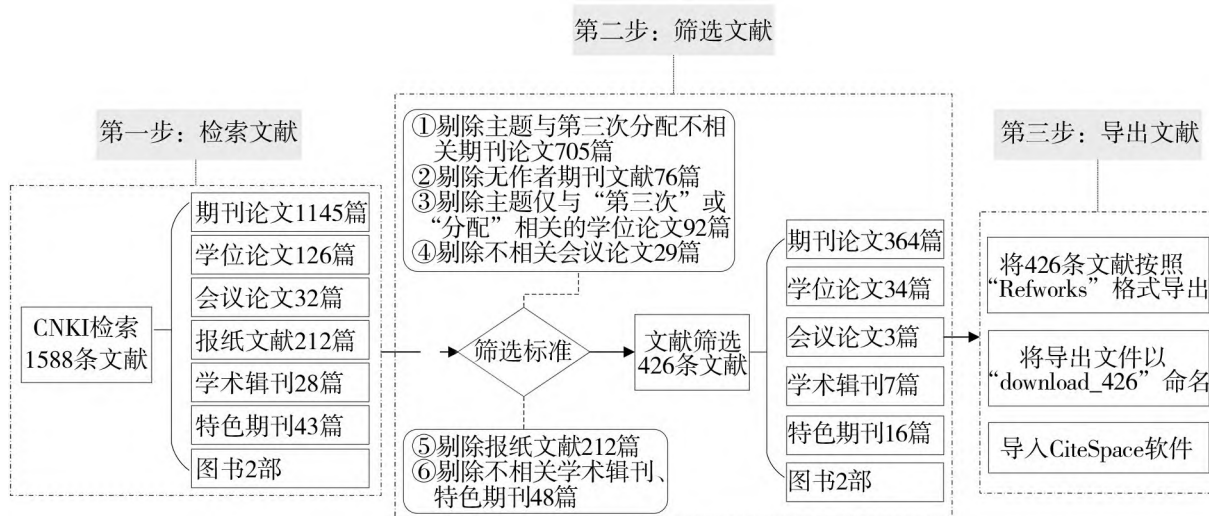 第一步：检索文献
CNKI检索
1588条文献
期刊论文1145篇
学位论文126篇
会议论文32篇
报纸文献212篇
学术辑刊28篇
特色期刊43篇
图书2部
第二步：筛选文献
①剔除主题与第三次分配不相
关期刊论文705篇
②剔除无作者期刊文献76篇
③剔除主题仅与“第三次”或
“分配”相关的学位论文92篇
④剔除不相关会议论文29篇
筛选标准
⑤剔除报纸文献212篇
⑥剔除不相关学术辑刊、
特色期刊48篇
文献筛选
426条文献
期刊论文364篇
学位论文34篇
会议论文3篇
学术辑刊7篇
特色期刊16篇
图书2部
第三步：导出文献
将426条文献按照
“Refworks”格式导出
将导出文件以
“download_426”命名
导入CiteSpace软件